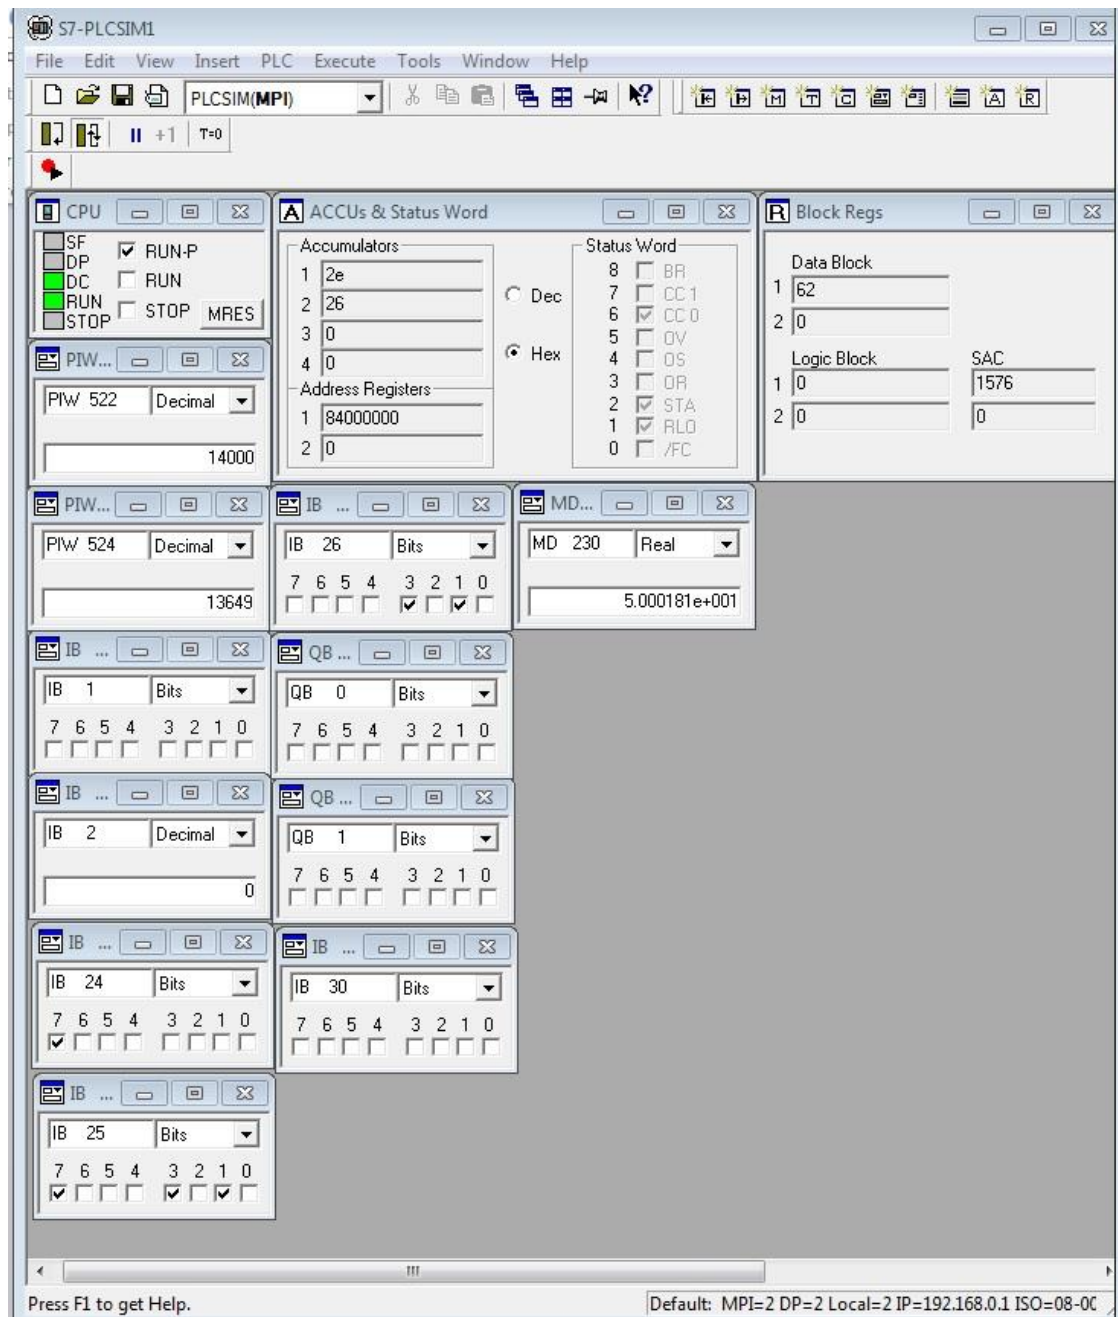 S7-PLCSIM1
File Edit View Insert PLC Execute Tools Window Help
PLCSIM(MPI)
+1 T=0
CPU
SF
DP
DC
RUN
STOP
RUN-P
RUN
STOP
MRES
ACCUs & Status Word
Accumulators
1 2e
2 26
3 0
4 0
Address Registers
1 84000000
2 0
Dec
Hex
Status Word
8 BR
7 CC 1
6 CC 0
5 OV
4 OS
3 OR
2 STA
1 RLO
0 /FC
Block Regs
Data Block
1 62
2 0
Logic Block SAC
1 0 1576
2 0 0
PIW...
PIW 522 Decimal
14000
PIW...
PIW 524 Decimal
13649
IB ...
IB 26 Bits
7 6 5 4 3 2 1 0
MD...
MD 230 Real
5.000181e+001
IB ...
IB 1 Bits
7 6 5 4 3 2 1 0
QB ...
QB 0 Bits
7 6 5 4 3 2 1 0
IB ...
IB 2 Decimal
0
QB ...
QB 1 Bits
7 6 5 4 3 2 1 0
IB ...
IB 24 Bits
7 6 5 4 3 2 1 0
IB ...
IB 30 Bits
7 6 5 4 3 2 1 0
IB ...
IB 25 Bits
7 6 5 4 3 2 1 0
Press F1 to get Help.
Default: MPI=2 DP=2 Local=2 IP=192.168.0.1 ISO=08-00